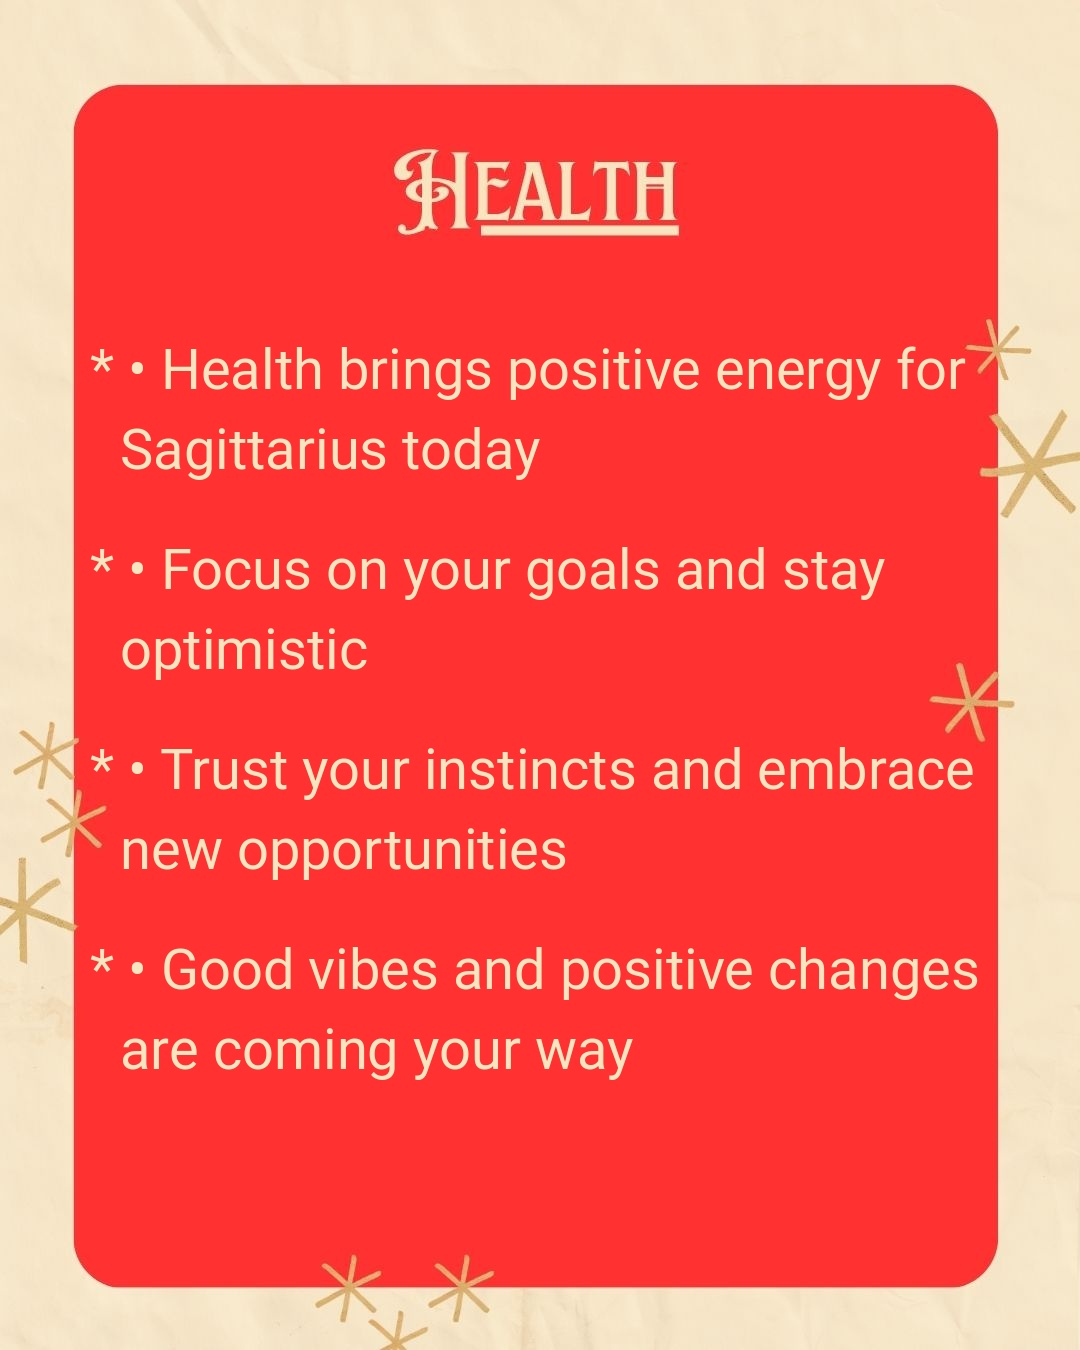 Health
* • Health brings positive energy for
Sagittarius today
* • Focus on your goals and stay
optimistic
* • Trust your instincts and embrace
new opportunities
* • Good vibes and positive changes
are coming your way